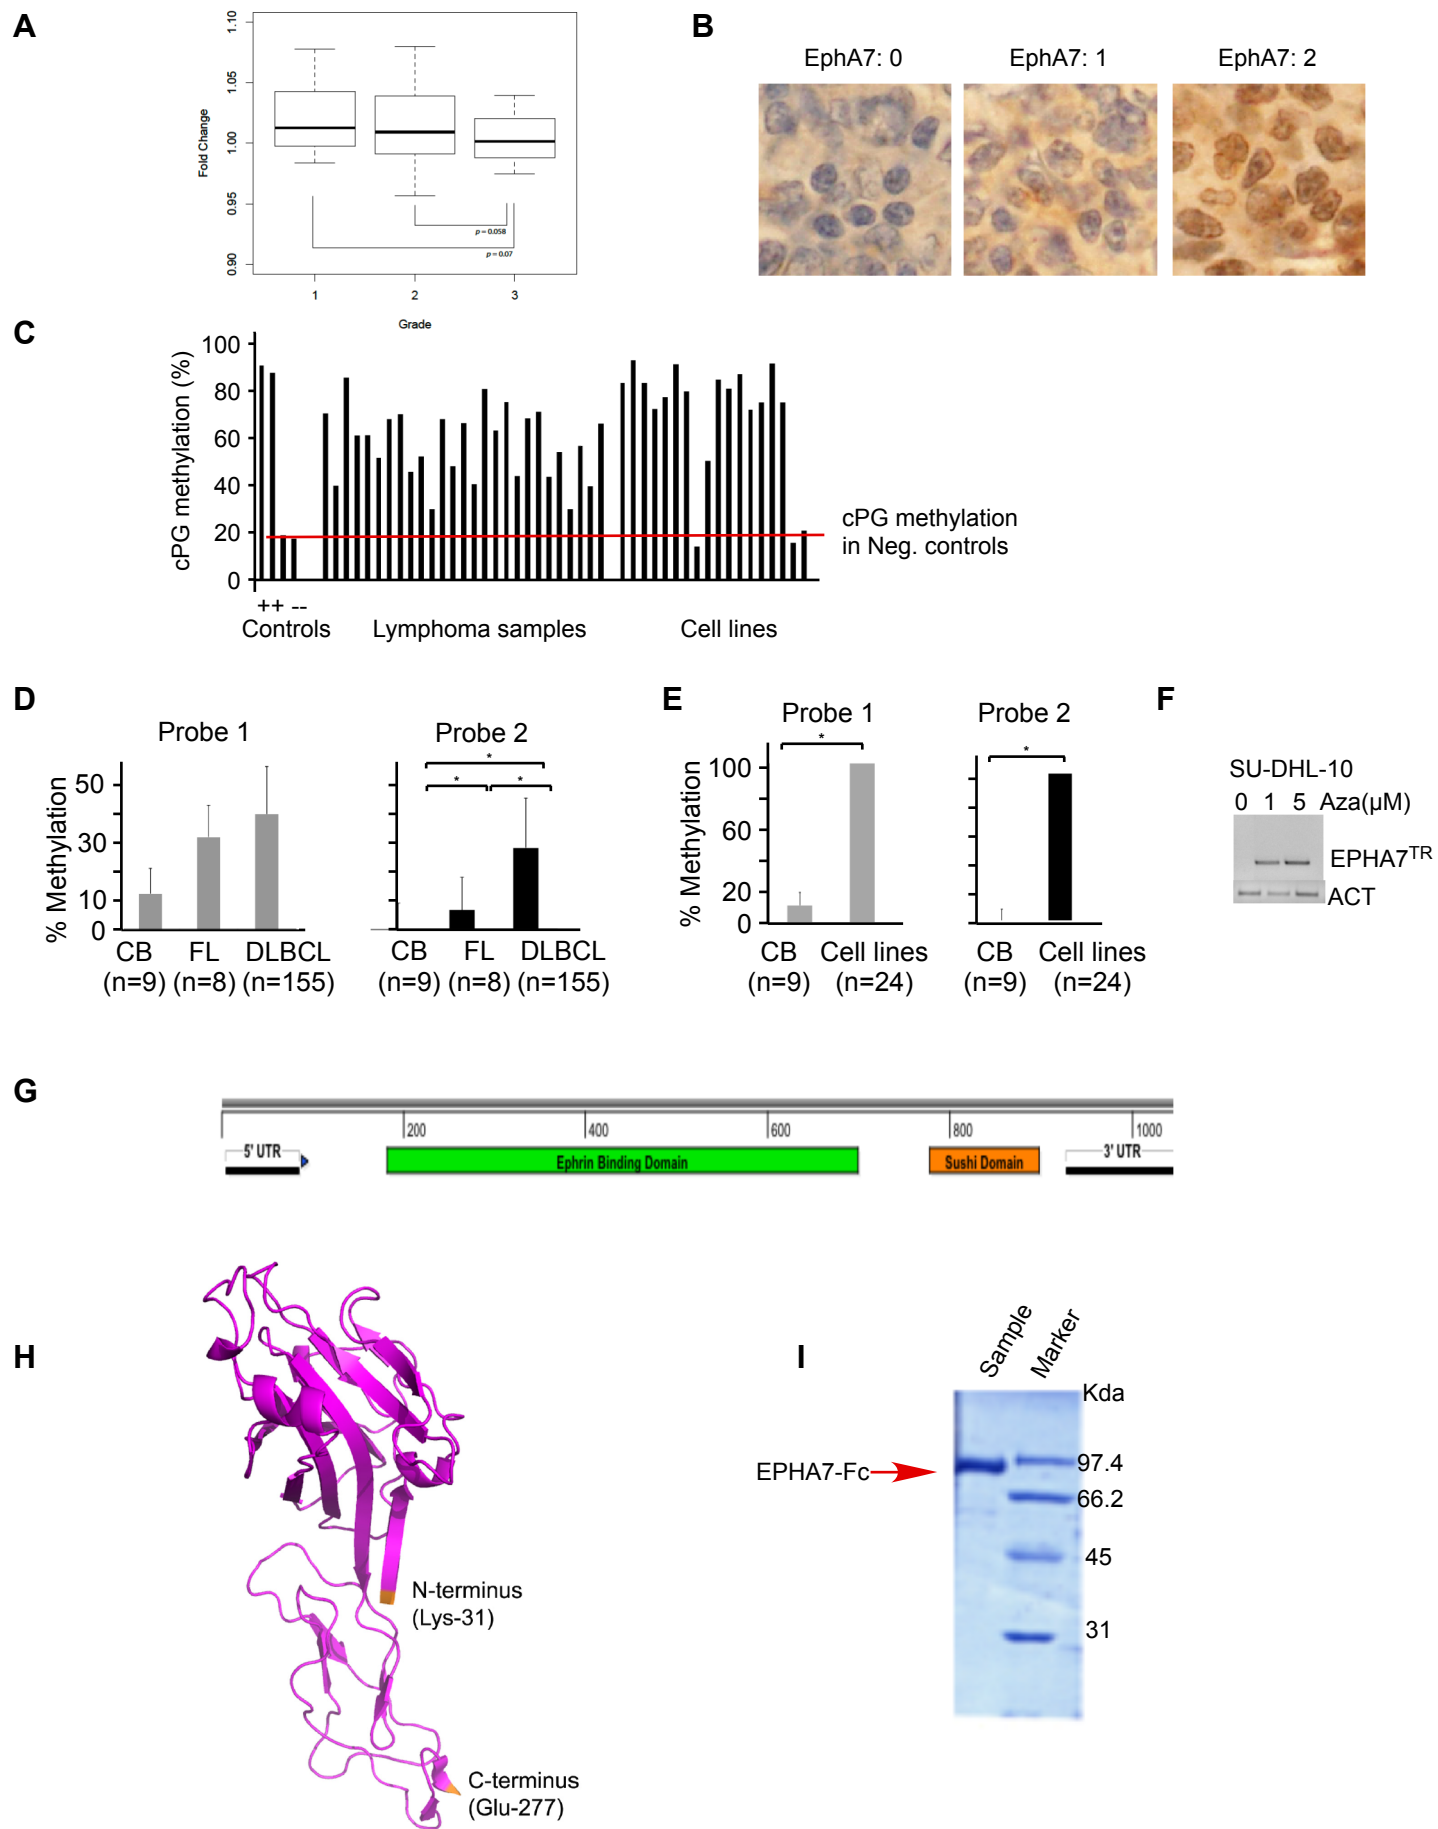 A
1.10
1.05
1.00
0.95
0.90
Fold Change
p = 0.058
p = 0.07
1 2 3
Grade
B
EphA7: 0 EphA7: 1 EphA7: 2
C
100
80
60
40
20
0
cPG methylation (%)
cPG methylation
in Neg. controls
++ --
Controls Lymphoma samples Cell lines
D
Probe 1 Probe 2
% Methylation
50
30
10
0
* * *
CB FL DLBCL CB FL DLBCL
(n=9) (n=8) (n=155) (n=9) (n=8) (n=155)
E
Probe 1 Probe 2
% Methylation
100
60
20
0
* *
CB Cell lines CB Cell lines
(n=9) (n=24) (n=9) (n=24)
F
SU-DHL-10
0 1 5 Aza(µM)
EPHA7TR
ACT
G
200 400 600 800 1000
5' UTR Ephrin Binding Domain Sushi Domain 3' UTR
H
N-terminus
(Lys-31)
C-terminus
(Glu-277)
I
Sample Marker
Kda
EPHA7-Fc
97.4
66.2
45
31